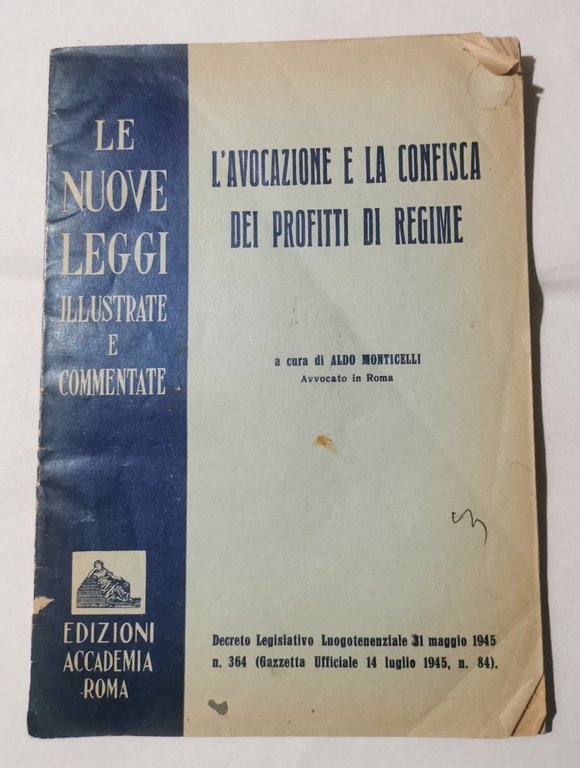 LE
NUOVE
LEGGI
ILLUSTRATE
E
COMMENTATE
EDIZIONI
ACCADEMIA
ROMA
L'AVOCAZIONE E LA CONFISCA
DEI PROFITTI DI REGIME
a cura di ALDO MONTICELLI
Avvocato in Roma
Decreto Legislativo Luogotenenziale 31 maggio 1945
n. 364 (Gazzetta Ufficiale 14 luglio 1945, n. 84).